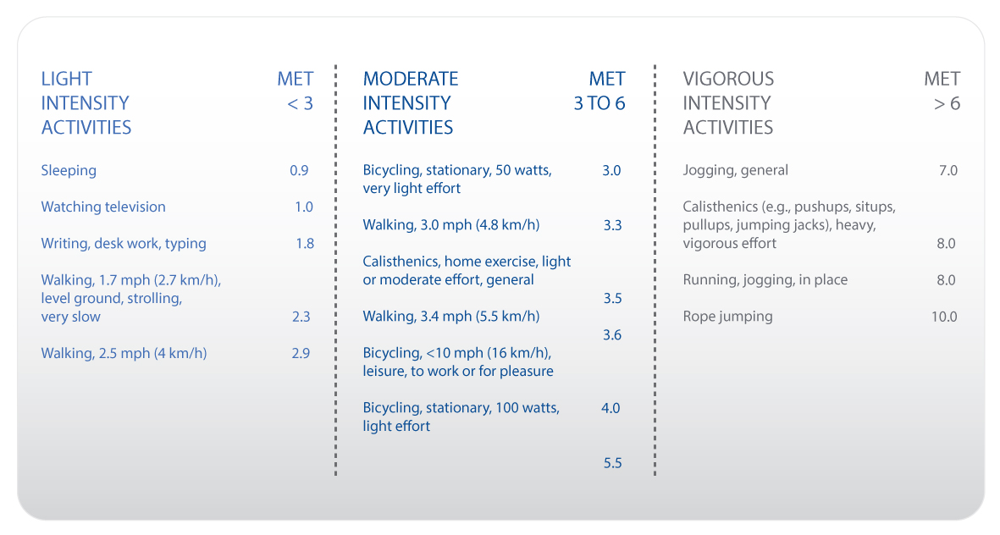 LIGHT MET
INTENSITY < 3
ACTIVITIES
Sleeping 0.9
Watching television 1.0
Writing, desk work, typing 1.8
Walking, 1.7 mph (2.7 km/h),
level ground, strolling,
very slow 2.3
Walking, 2.5 mph (4 km/h) 2.9
MODERATE MET
INTENSITY 3 TO 6
ACTIVITIES
Bicycling, stationary, 50 watts, 3.0
very light effort
Walking, 3.0 mph (4.8 km/h) 3.3
Calisthenics, home exercise, light
or moderate effort, general
3.5
Walking, 3.4 mph (5.5 km/h)
3.6
Bicycling, <10 mph (16 km/h),
leisure, to work or for pleasure
Bicycling, stationary, 100 watts, 4.0
light effort
5.5
VIGOROUS MET
INTENSITY > 6
ACTIVITIES
Jogging, general 7.0
Calisthenics (e.g., pushups, situps,
pullups, jumping jacks), heavy,
vigorous effort 8.0
Running, jogging, in place 8.0
Rope jumping 10.0